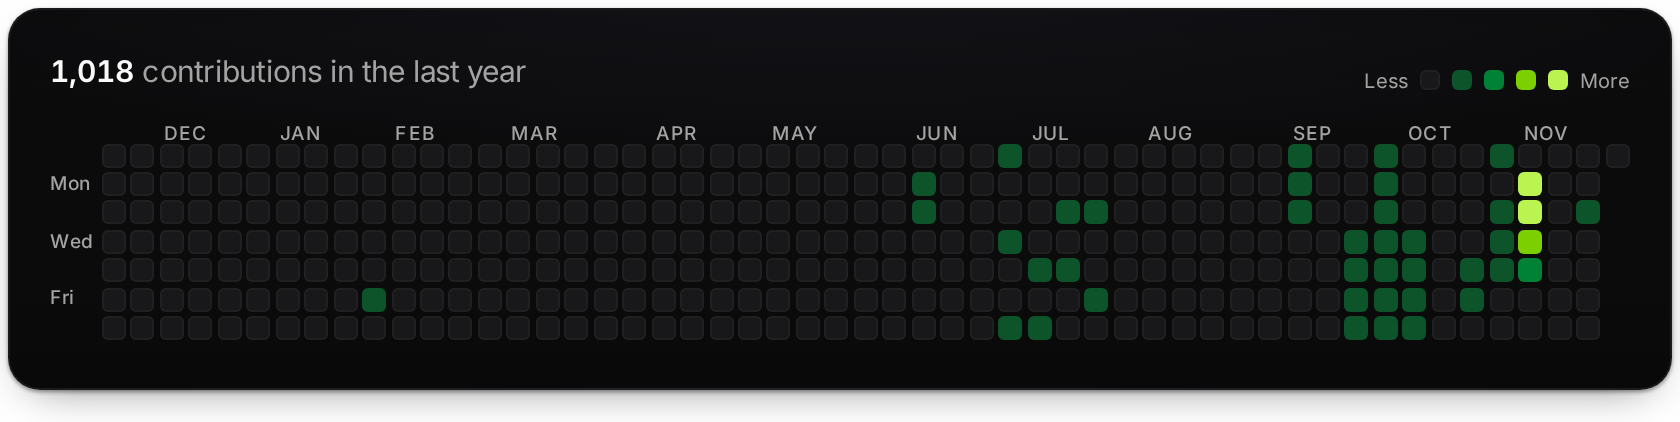 1,018 contributions in the last year
Less More
DEC JAN FEB MAR APR MAY JUN JUL AUG SEP OCT NOV
Mon
Wed
Fri